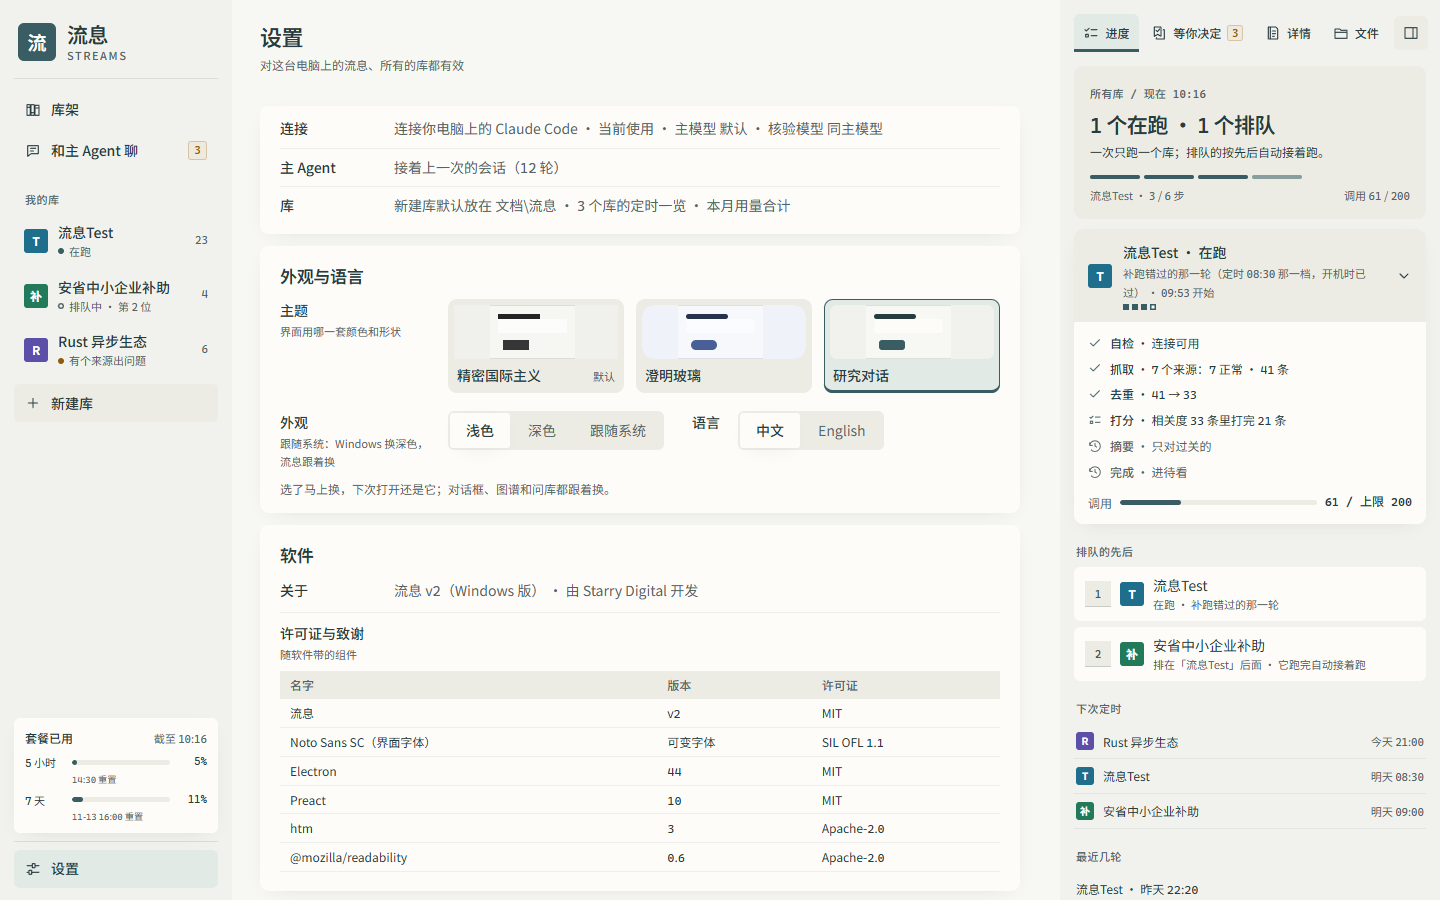 流
流息
STREAMS
库架
和主 Agent 聊
3
我的库
T
流息Test
在跑
23
补
安省中小企业补助
排队中 · 第 2 位
4
R
Rust 异步生态
有个来源出问题
6
新建库
套餐已用
截至 10:16
5 小时
5%
14:30 重置
7 天
11%
11-13 16:00 重置
设置
设置
对这台电脑上的流息、所有的库都有效
连接
连接你电脑上的 Claude Code · 当前使用 · 主模型 默认 · 核验模型 同主模型
主 Agent
接着上一次的会话（12 轮）
库
新建库默认放在 文档\流息 · 3 个库的定时一览 · 本月用量合计
外观与语言
主题
界面用哪一套颜色和形状
精密国际主义
默认
澄明玻璃
研究对话
外观
跟随系统：Windows 换深色，
流息跟着换
浅色
深色
跟随系统
语言
中文
English
选了马上换，下次打开还是它；对话框、图谱和问库都跟着换。
软件
关于
流息 v2（Windows 版） · 由 Starry Digital 开发
许可证与致谢
随软件带的组件
名字
版本
许可证
流息
v2
MIT
Noto Sans SC（界面字体）
可变字体
SIL OFL 1.1
Electron
44
MIT
Preact
10
MIT
htm
3
Apache-2.0
@mozilla/readability
0.6
Apache-2.0
进度
等你决定
3
详情
文件
所有库 / 现在 10:16
1 个在跑 · 1 个排队
一次只跑一个库；排队的按先后自动接着跑。
流息Test · 3 / 6 步
调用 61 / 200
T
流息Test · 在跑
补跑错过的那一轮（定时 08:30 那一档，开机时已
过） · 09:53 开始
自检 · 连接可用
抓取 · 7 个来源：7 正常 · 41 条
去重 · 41 → 33
打分 · 相关度 33 条里打完 21 条
摘要 · 只对过关的
完成 · 进待看
调用
61 / 上限 200
排队的先后
1
T
流息Test
在跑 · 补跑错过的那一轮
2
补
安省中小企业补助
排在「流息Test」后面 · 它跑完自动接着跑
下次定时
R
Rust 异步生态
今天 21:00
T
流息Test
明天 08:30
补
安省中小企业补助
明天 09:00
最近几轮
流息Test · 昨天 22:20